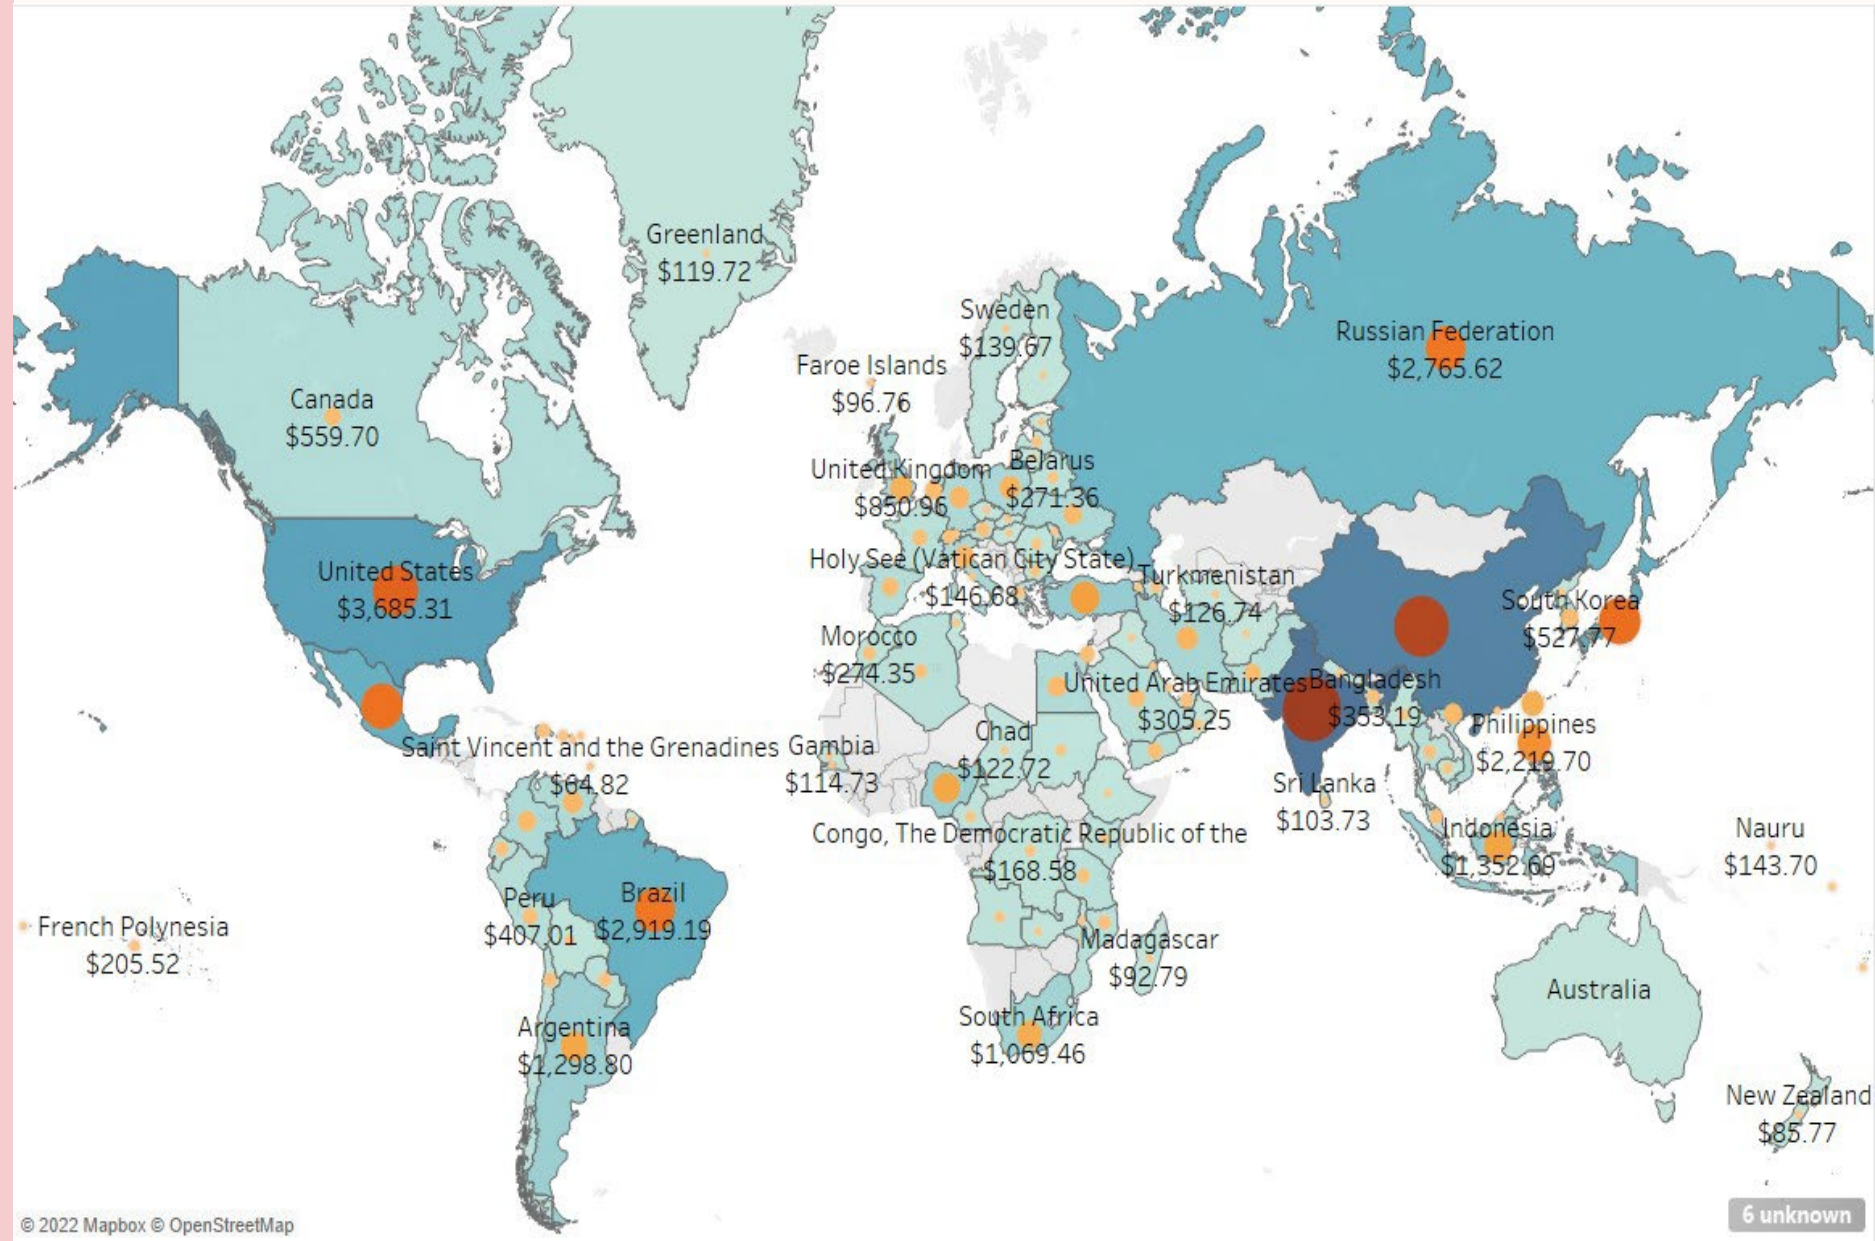 Greenland
$119.72
Sweden
$139.67
Russian Federation
$2,765.62
Faroe Islands
$96.76
Canada
$559.70
United Kingdom
$850.96
Belarus
$271.36
Holy See (Vatican City State)
$146.68
Turkmenistan
$126.74
United States
$3,685.31
South Korea
$527.77
Morocco
$274.35
United Arab Emirates
$305.25
Bangladesh
$353.19
Philippines
$2,219.70
Saint Vincent and the Grenadines
$64.82
Gambia
$114.73
Chad
$122.72
Sri Lanka
$103.73
Congo, The Democratic Republic of the
$168.58
Indonesia
$1,352.69
Nauru
$143.70
Peru
$407.01
Brazil
$2,919.19
French Polynesia
$205.52
Madagascar
$92.79
Australia
South Africa
$1,069.46
Argentina
$1,298.80
New Zealand
$85.77
© 2022 Mapbox © OpenStreetMap
6 unknown